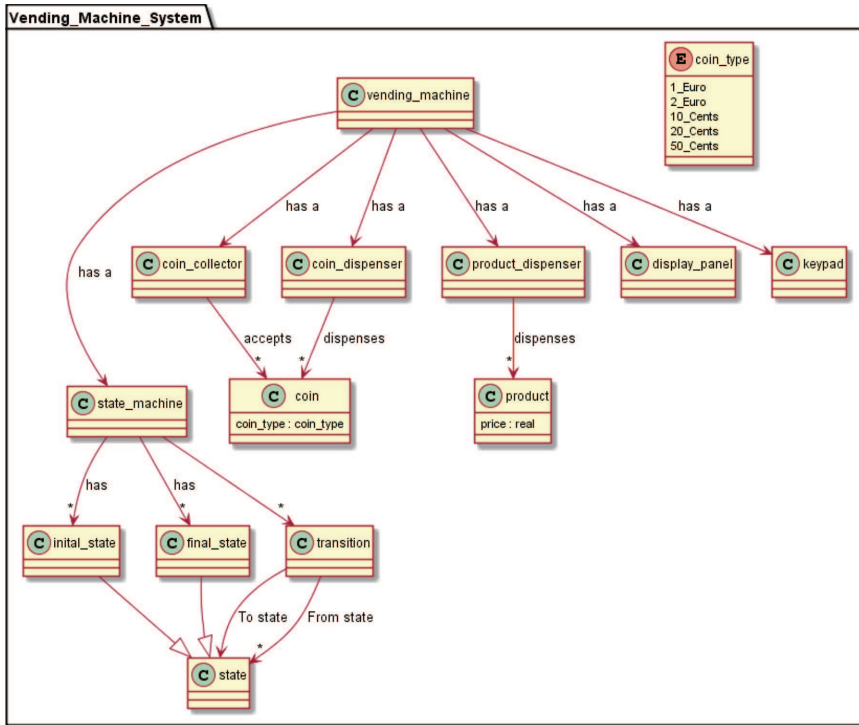 Vending_Machine_System
E coin_type
1_Euro
2_Euro
10_Cents
20_Cents
50_Cents
C vending_machine
has a
has a
has a
has a
has a
has a
C coin_collector
C coin_dispenser
C product_dispenser
C display_panel
C keypad
accepts
*
dispenses
*
dispenses
*
C state_machine
C coin
coin_type : coin_type
C product
price : real
has
*
has
*
*
C inital_state
C final_state
C transition
To state
From state
*
C state